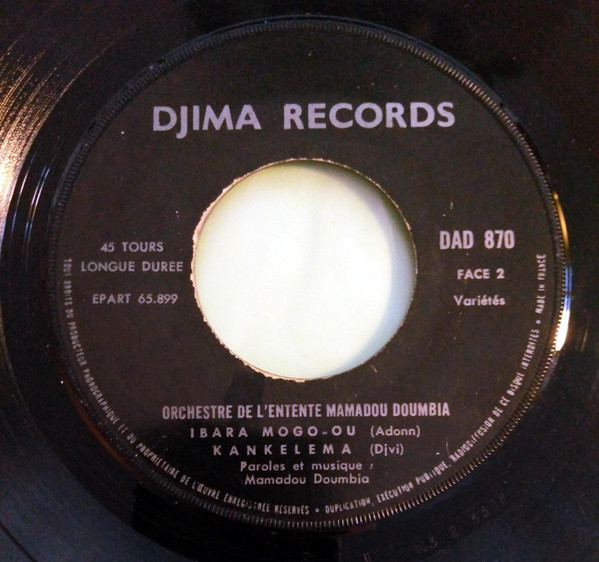 DJIMA RECORDS
45 TOURS
LONGUE DUREE
EPART 65.899
DAD 870
FACE 2
Variétés
ORCHESTRE DE L'ENTENTE MAMADOU DOUMBIA
IBARA MOGO-OU (Adonn)
KANKELEMA (Djvi)
Paroles et musique :
Mamadou Doumbia
TOUS DROITS DU PRODUCTEUR PHONOGRAPHIQUE ET DU PROPRIETAIRE DE L'ŒUVRE ENREGISTREE RESERVES • DUPLICATION, EXECUTION PUBLIQUE, RADIODIFFUSION DE CE DISQUE INTERDITES • MADE IN FRANCE